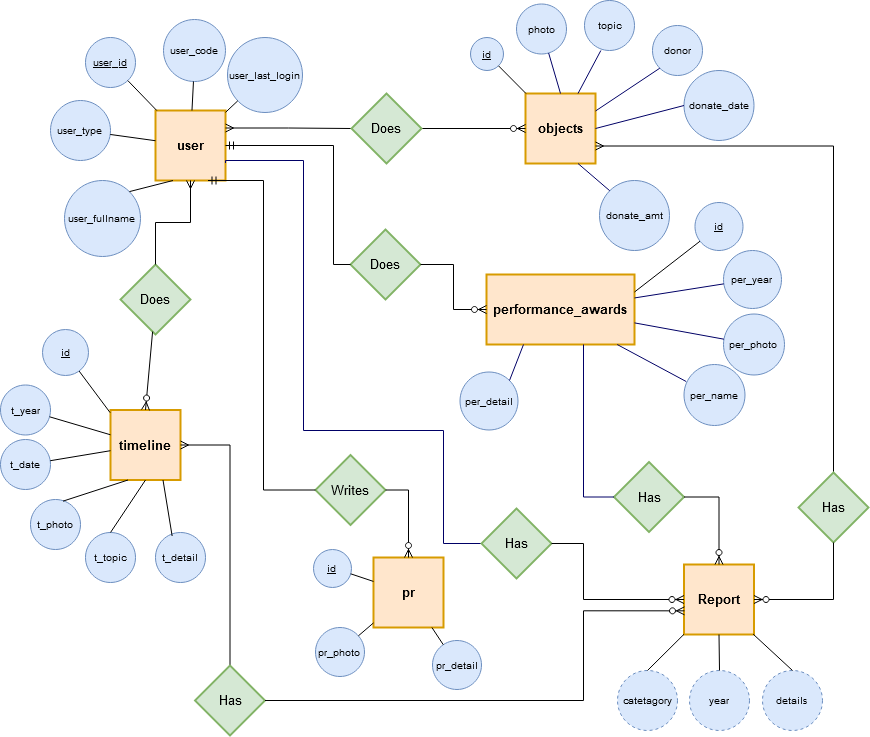 topic
photo
user_code
donor
id
user_id
user_last_login
donate_date
Does
objects
user_type
user
donate_amt
user_fullname
id
Does
per_year
Does
performance_awards
per_photo
id
per_name
per_detail
t_year
timeline
t_date
Writes
Has
Has
t_photo
Has
t_topic
t_detail
id
pr
Report
pr_photo
pr_detail
Has
catetagory
year
details